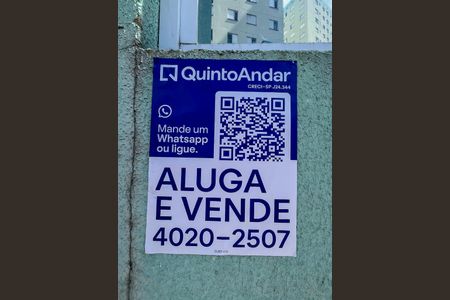 QuintoAndar
CRECI-SP J24.344
Mande um
Whatsapp
ou ligue.
ALUGA
E VENDE
4020-2507